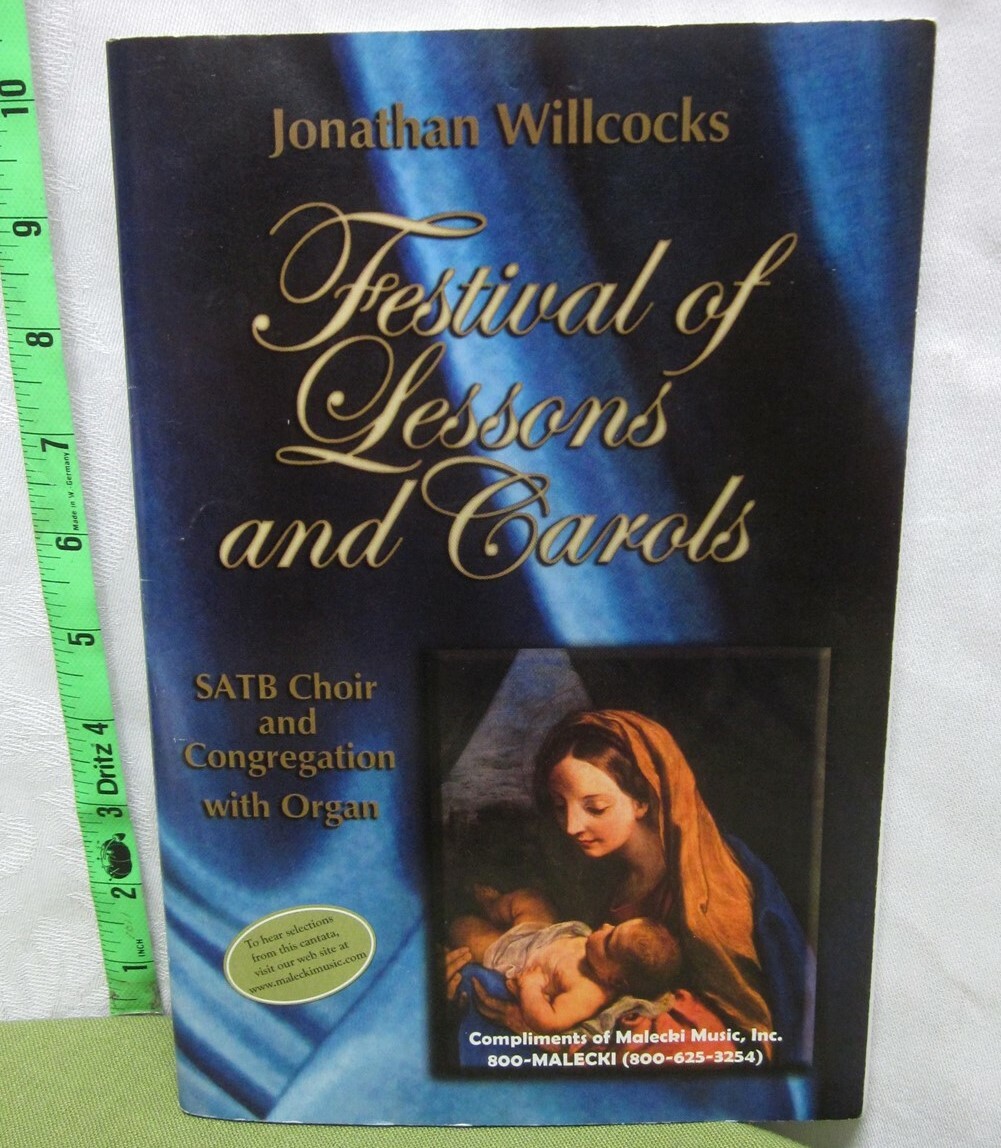 Jonathan Willcocks
Festival of
Lessons
and Carols
SATB Choir
and
Congregation
with Organ
To hear selections
from this cantata,
visit our web site at
www.maleckimusic.com
Compliments of Malecki Music, Inc.
800-MALECKI (800-625-3254)
10
9
8
7
Made in W. Germany
6
5
4
Dritz
3
2
1
INCH